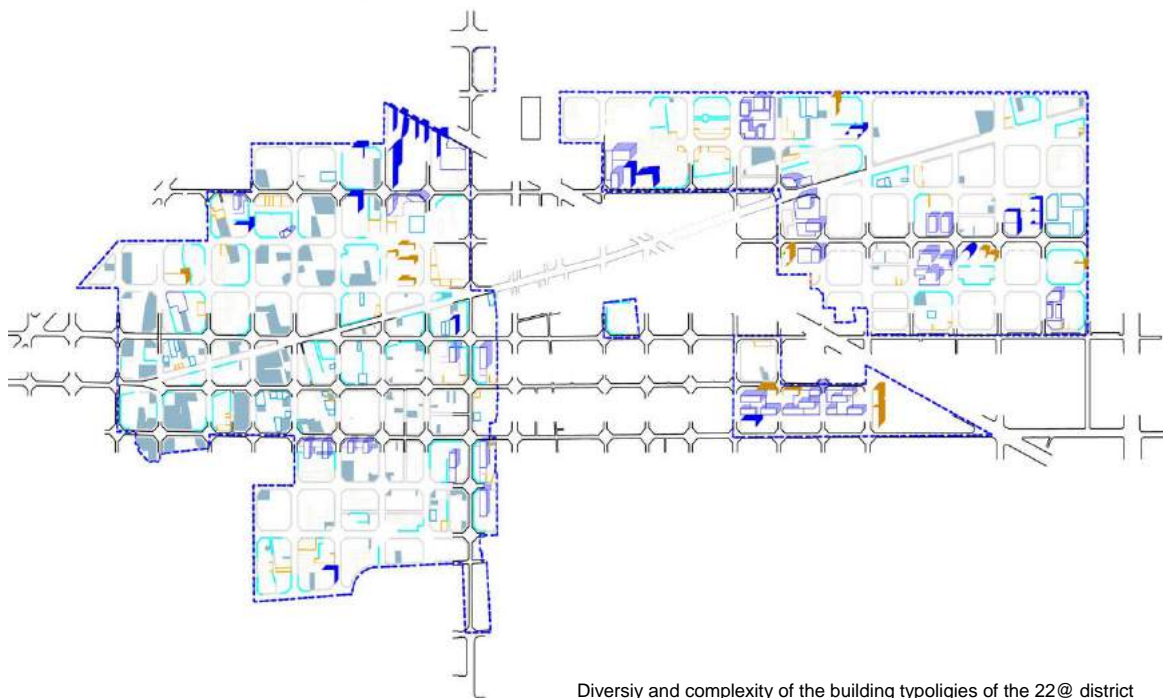 Diversiy and complexity of the building typoligies of the 22@ district